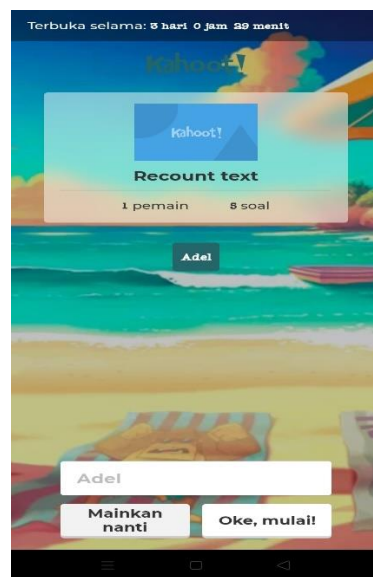 Terbuka selama: 3 hari 0 jam 29 menit
Kahoot!
Kahoot!
Recount text
1 pemain 8 soal
Adel
Adel
Mainkan nanti
Oke, mulai!